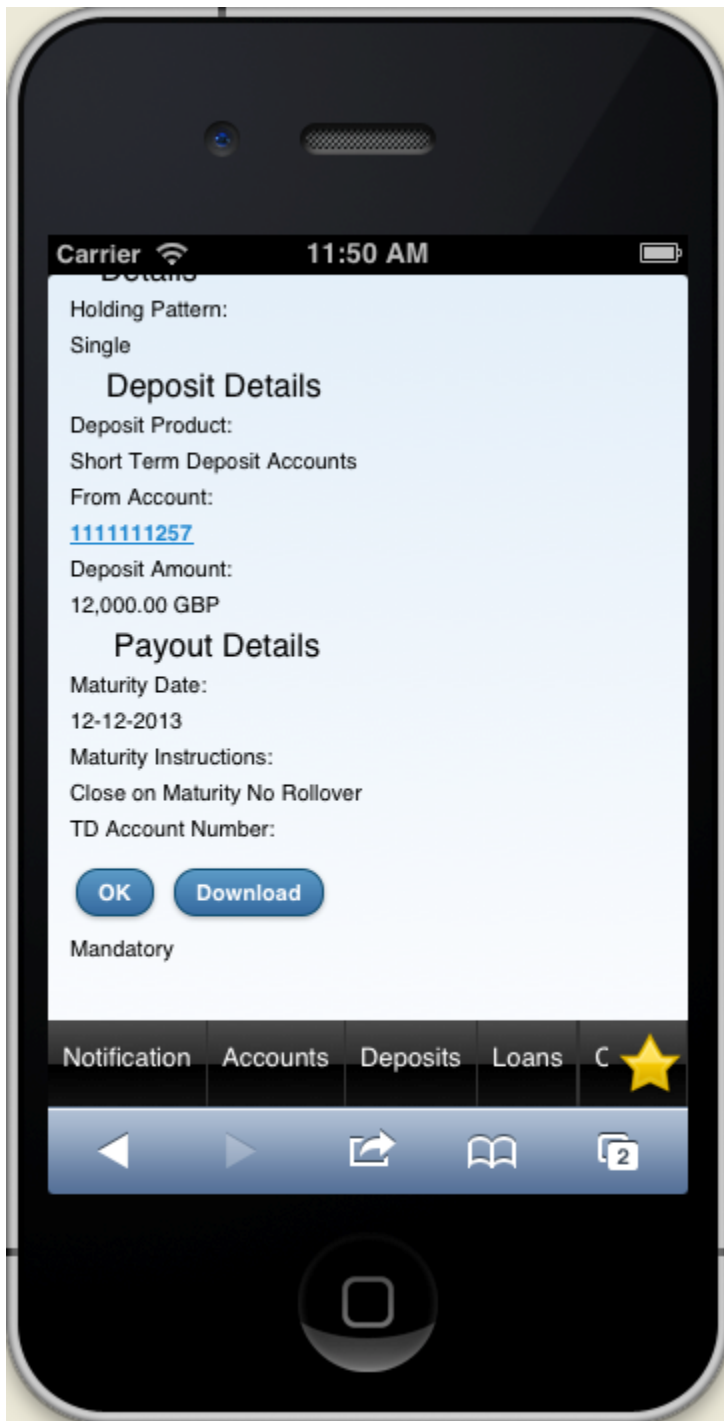 Carrier 11:50 AM
Details
Holding Pattern:
Single
Deposit Details
Deposit Product:
Short Term Deposit Accounts
From Account:
1111111257
Deposit Amount:
12,000.00 GBP
Payout Details
Maturity Date:
12-12-2013
Maturity Instructions:
Close on Maturity No Rollover
TD Account Number:
OK Download
Mandatory
Notification Accounts Deposits Loans C
2